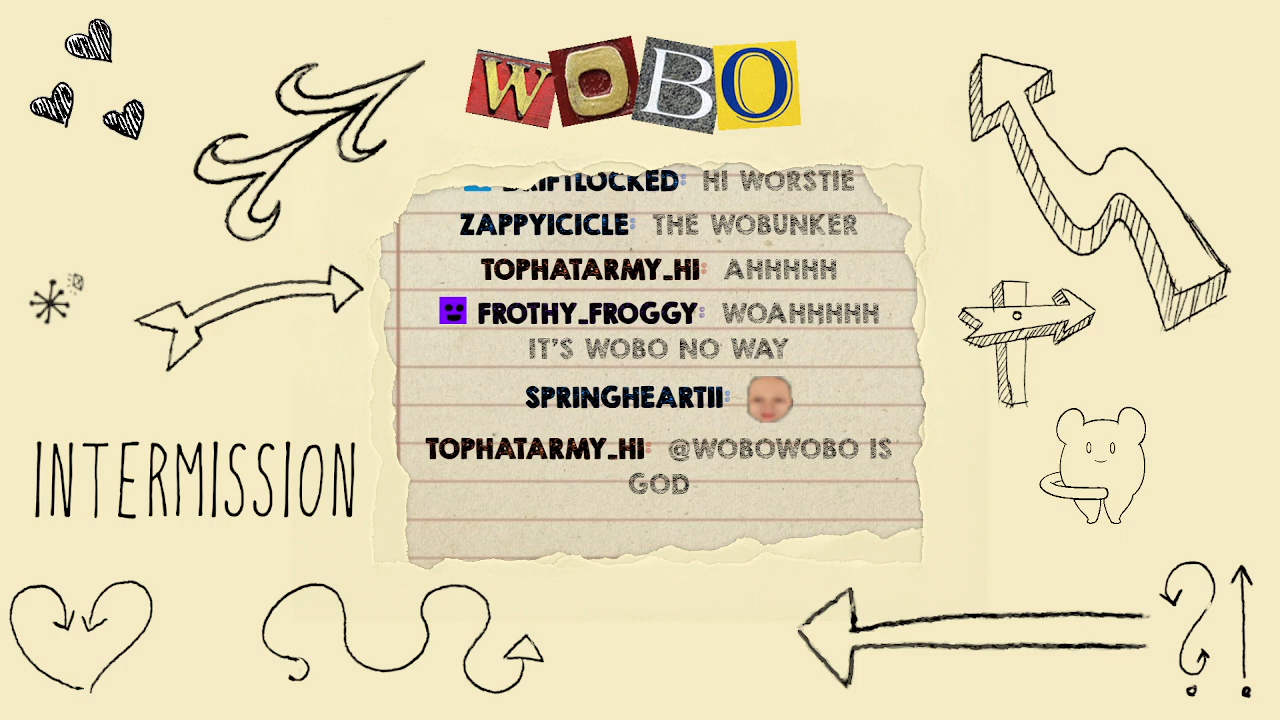 WOBO
DRIFTLOCKED: HI WORSTIE
ZAPPYICICLE: THE WOBUNKER
TOPHATARMY_HI: AHHHHH
FROTHY_FROGGY: WOAHHHHH
IT'S WOBO NO WAY
SPRINGHEARTII:
TOPHATARMY_HI: @WOBOWOBO IS
GOD
INTERMISSION
?!